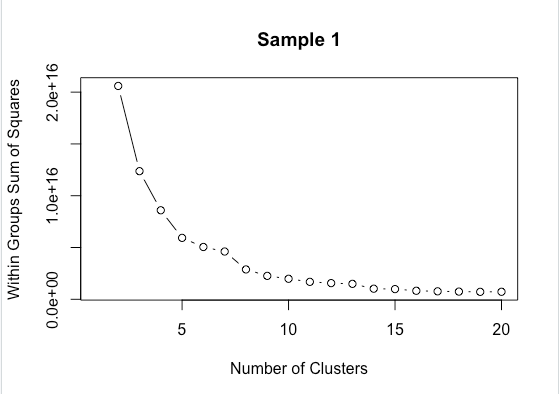 Sample 1
Within Groups Sum of Squares
2.0e+16
1.0e+16
0.0e+00
5
10
15
20
Number of Clusters